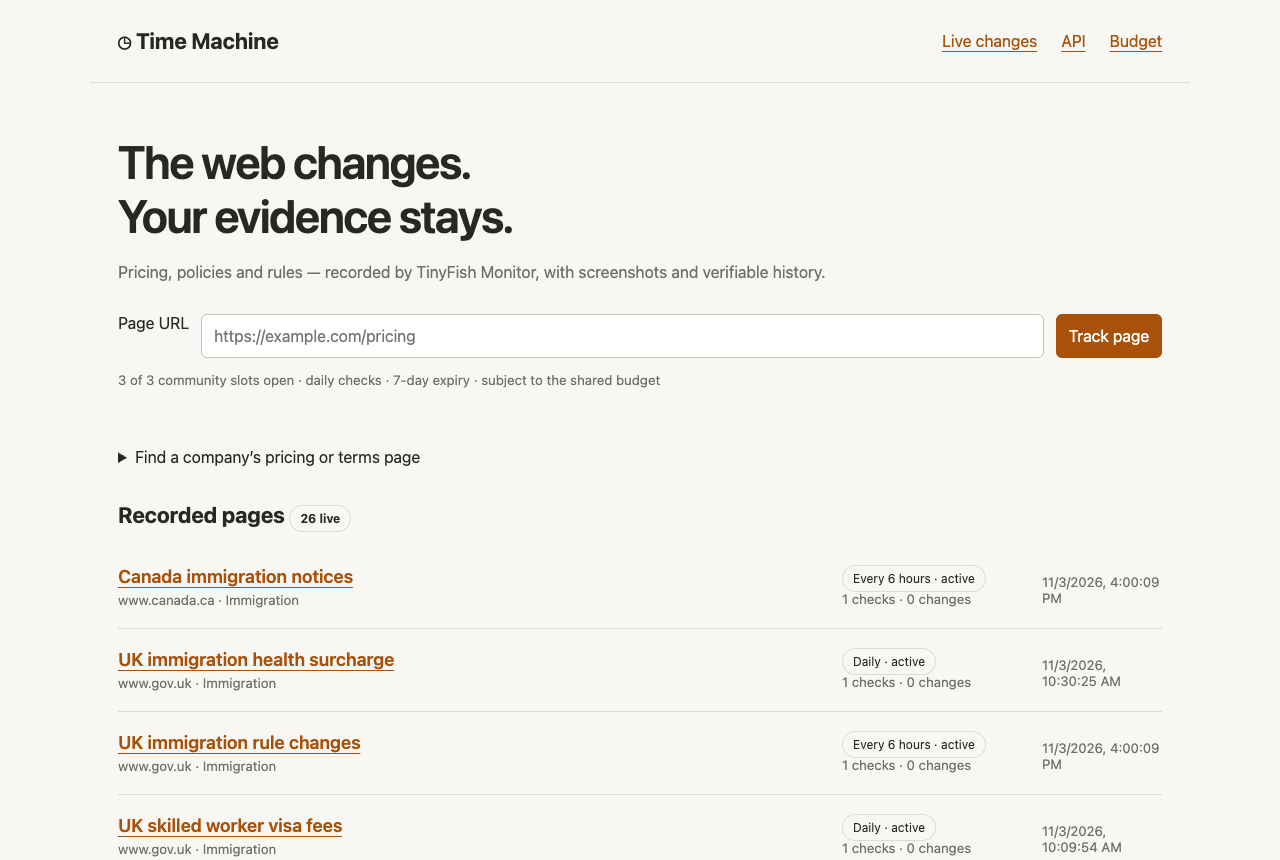 ◷ Time Machine
Live changes
API
Budget
The web changes.
Your evidence stays.
Pricing, policies and rules — recorded by TinyFish Monitor, with screenshots and verifiable history.
Page URL
https://example.com/pricing
Track page
3 of 3 community slots open · daily checks · 7-day expiry · subject to the shared budget
▶ Find a company’s pricing or terms page
Recorded pages
26 live
Canada immigration notices
www.canada.ca · Immigration
Every 6 hours · active
1 checks · 0 changes
11/3/2026, 4:00:09
PM
UK immigration health surcharge
www.gov.uk · Immigration
Daily · active
1 checks · 0 changes
11/3/2026,
10:30:25 AM
UK immigration rule changes
www.gov.uk · Immigration
Every 6 hours · active
1 checks · 0 changes
11/3/2026, 4:00:09
PM
UK skilled worker visa fees
www.gov.uk · Immigration
Daily · active
1 checks · 0 changes
11/3/2026,
10:09:54 AM